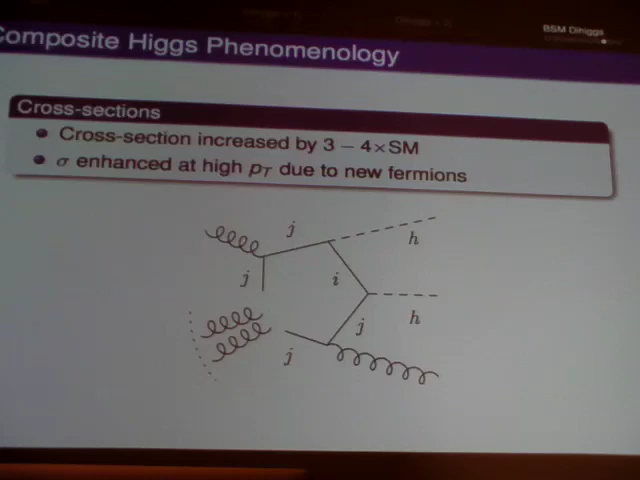 BSM Dihiggs
Composite Higgs Phenomenology
Cross-sections
Cross-section increased by 3 − 4×SM
σ enhanced at high pT due to new fermions
j
h
j
i
h
j
j